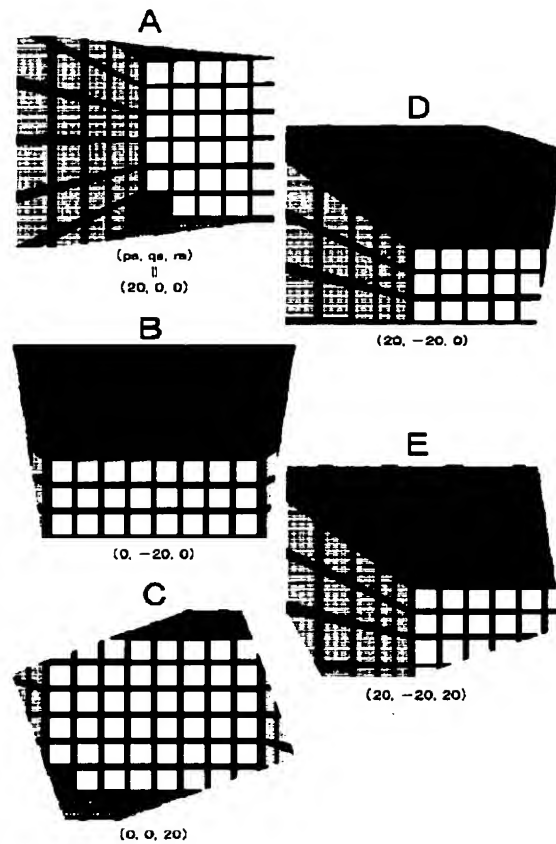 A
(ps, qs, rs)
=
(20, 0, 0)
B
(0, -20, 0)
C
(0, 0, 20)
D
(20, -20, 0)
E
(20, -20, 20)